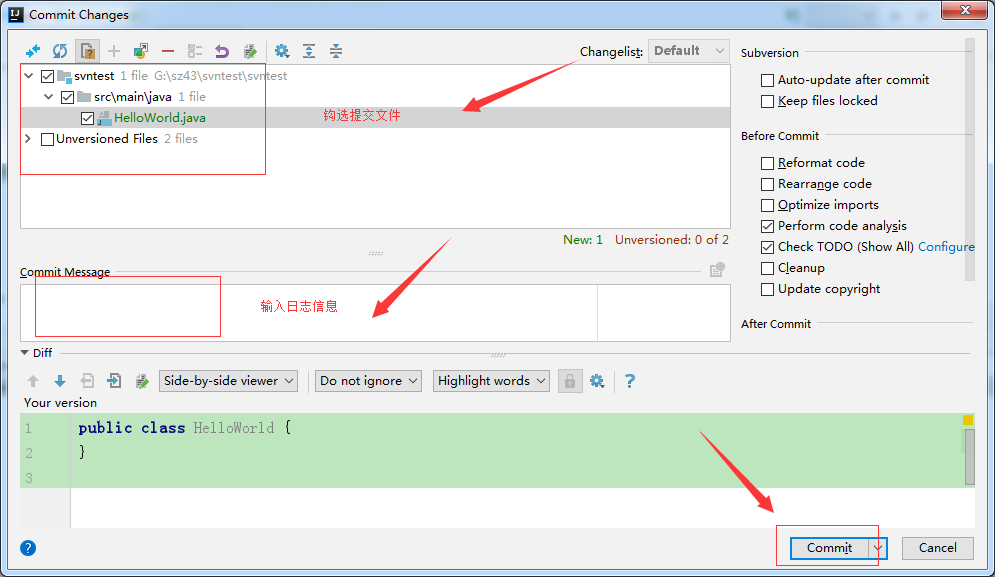 Commit Changes
Changelist: Default
svntest 1 file G:\sz43\svntest\svntest
src\main\java 1 file
HelloWorld.java
钩选提交文件
Unversioned Files 2 files
New: 1 Unversioned: 0 of 2
Subversion
Auto-update after commit
Keep files locked
Before Commit
Reformat code
Rearrange code
Optimize imports
Perform code analysis
Check TODO (Show All) Configure
Cleanup
Update copyright
After Commit
Commit Message
输入日志信息
Diff
Side-by-side viewer Do not ignore Highlight words ?
Your version
1 public class HelloWorld {
2 }
3
? Commit Cancel